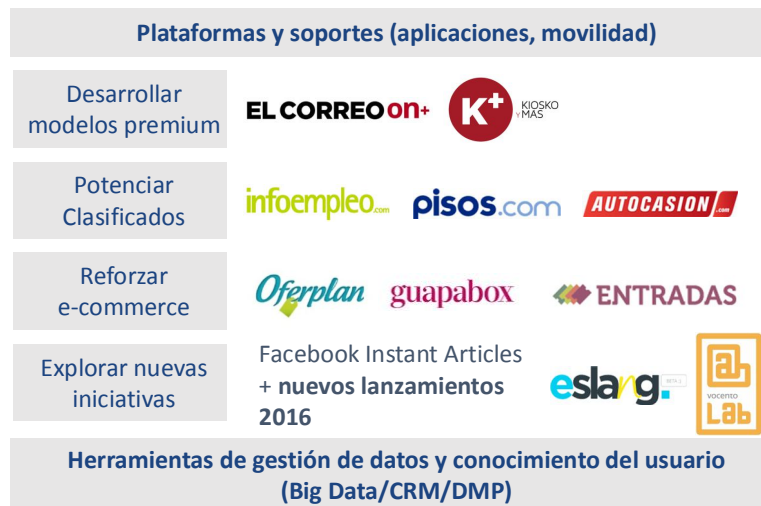 Plataformas y soportes (aplicaciones, movilidad)
Desarrollar
modelos premium
EL CORREO on+
K+
KIOSKO
Y MÁS
Potenciar
Clasificados
infoempleo.com
pisos.com
AUTOCASION.com
Reforzar
e-commerce
Oferplan
guapabox
ENTRADAS
Explorar nuevas
iniciativas
Facebook Instant Articles
+ nuevos lanzamientos
2016
eslang.
ah
vocento
Lab
Herramientas de gestión de datos y conocimiento del usuario
(Big Data/CRM/DMP)